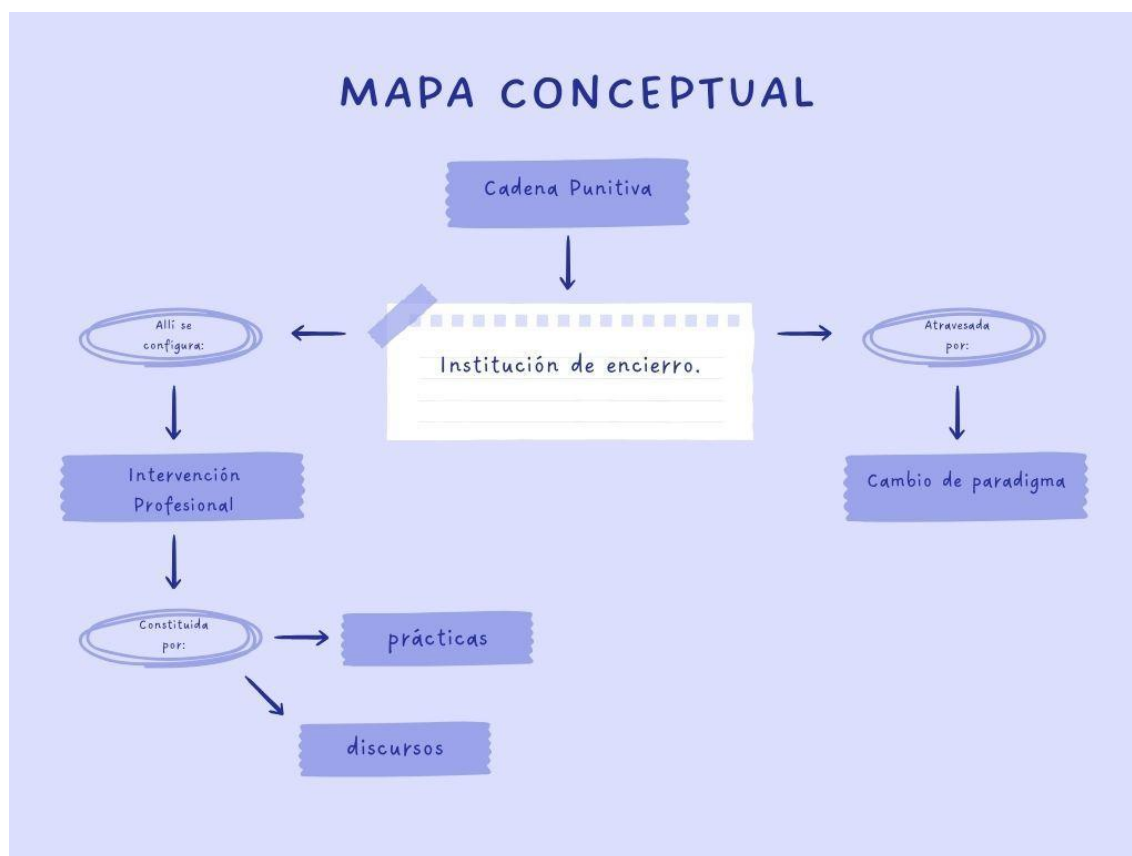 MAPA CONCEPTUAL
Cadena Punitiva
Allí se
configura:
Institución de encierro.
Atravesada
por:
Intervención
Profesional
Cambio de paradigma
Constituida
por:
prácticas
discursos